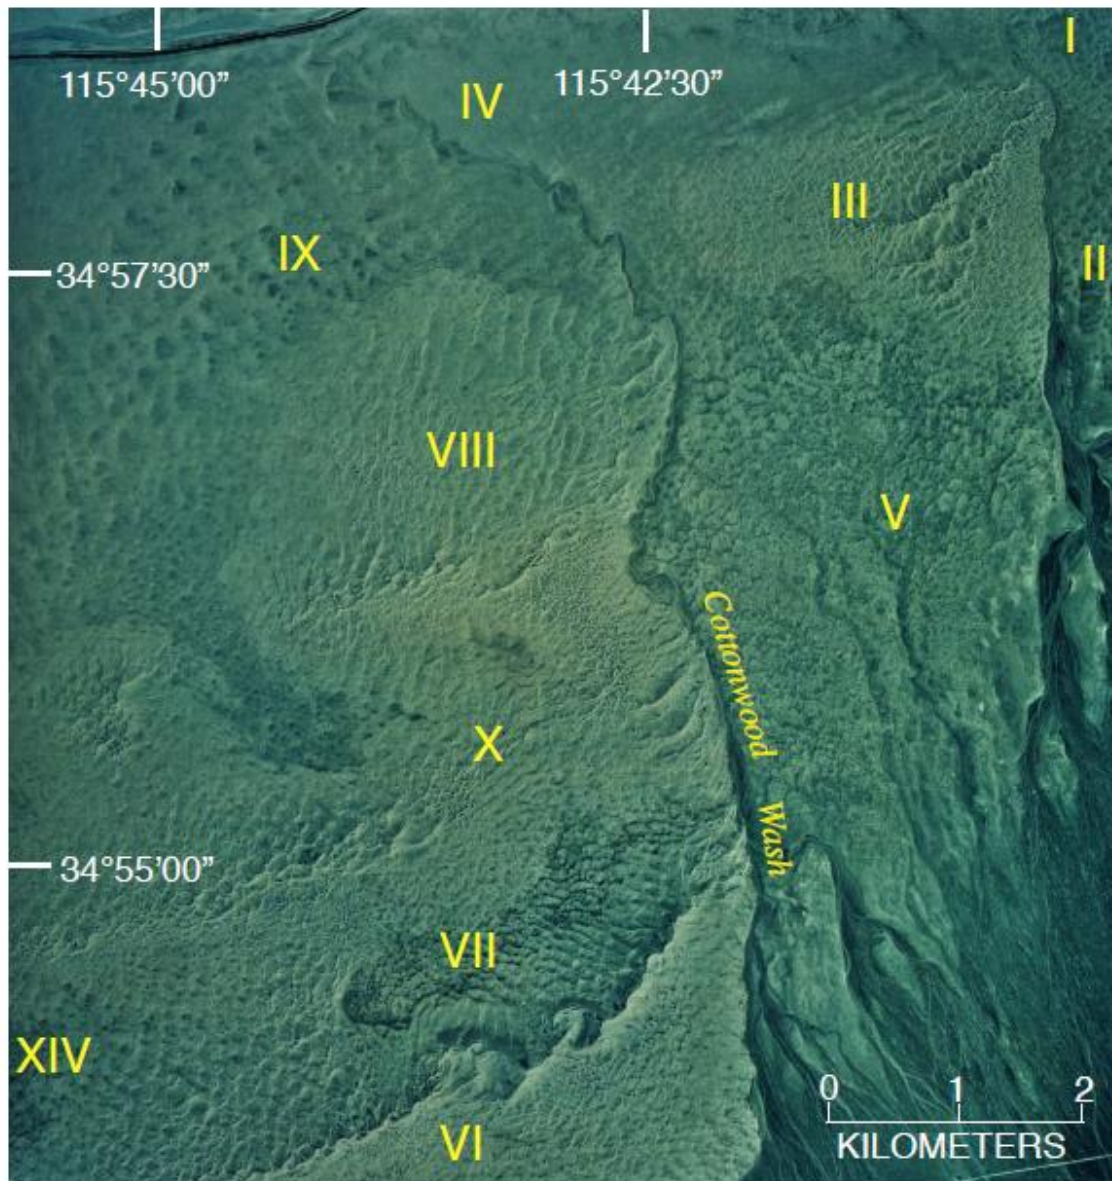 I
115°45’00”
IV
115°42’30”
III
IX
34°57’30”
II
VIII
V
Cottonwood
X
Wash
34°55’00”
VII
XIV
0 1 2
KILOMETERS
VI